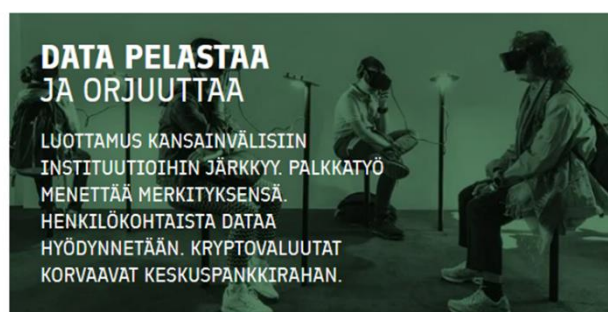 DATA PELASTAA
JA ORJUUTTAA
LUOTTAMUS KANSAINVÄLISIIN
INSTITUUTIOIHIN JÄRKKYY. PALKKATYÖ
MENETTÄÄ MERKITYKSENSÄ.
HENKILÖKOHTAISTA DATAA
HYÖDYNNETÄÄN. KRYPTOVALUUTAT
KORVAAVAT KESKUSPANKKIRAHAN.